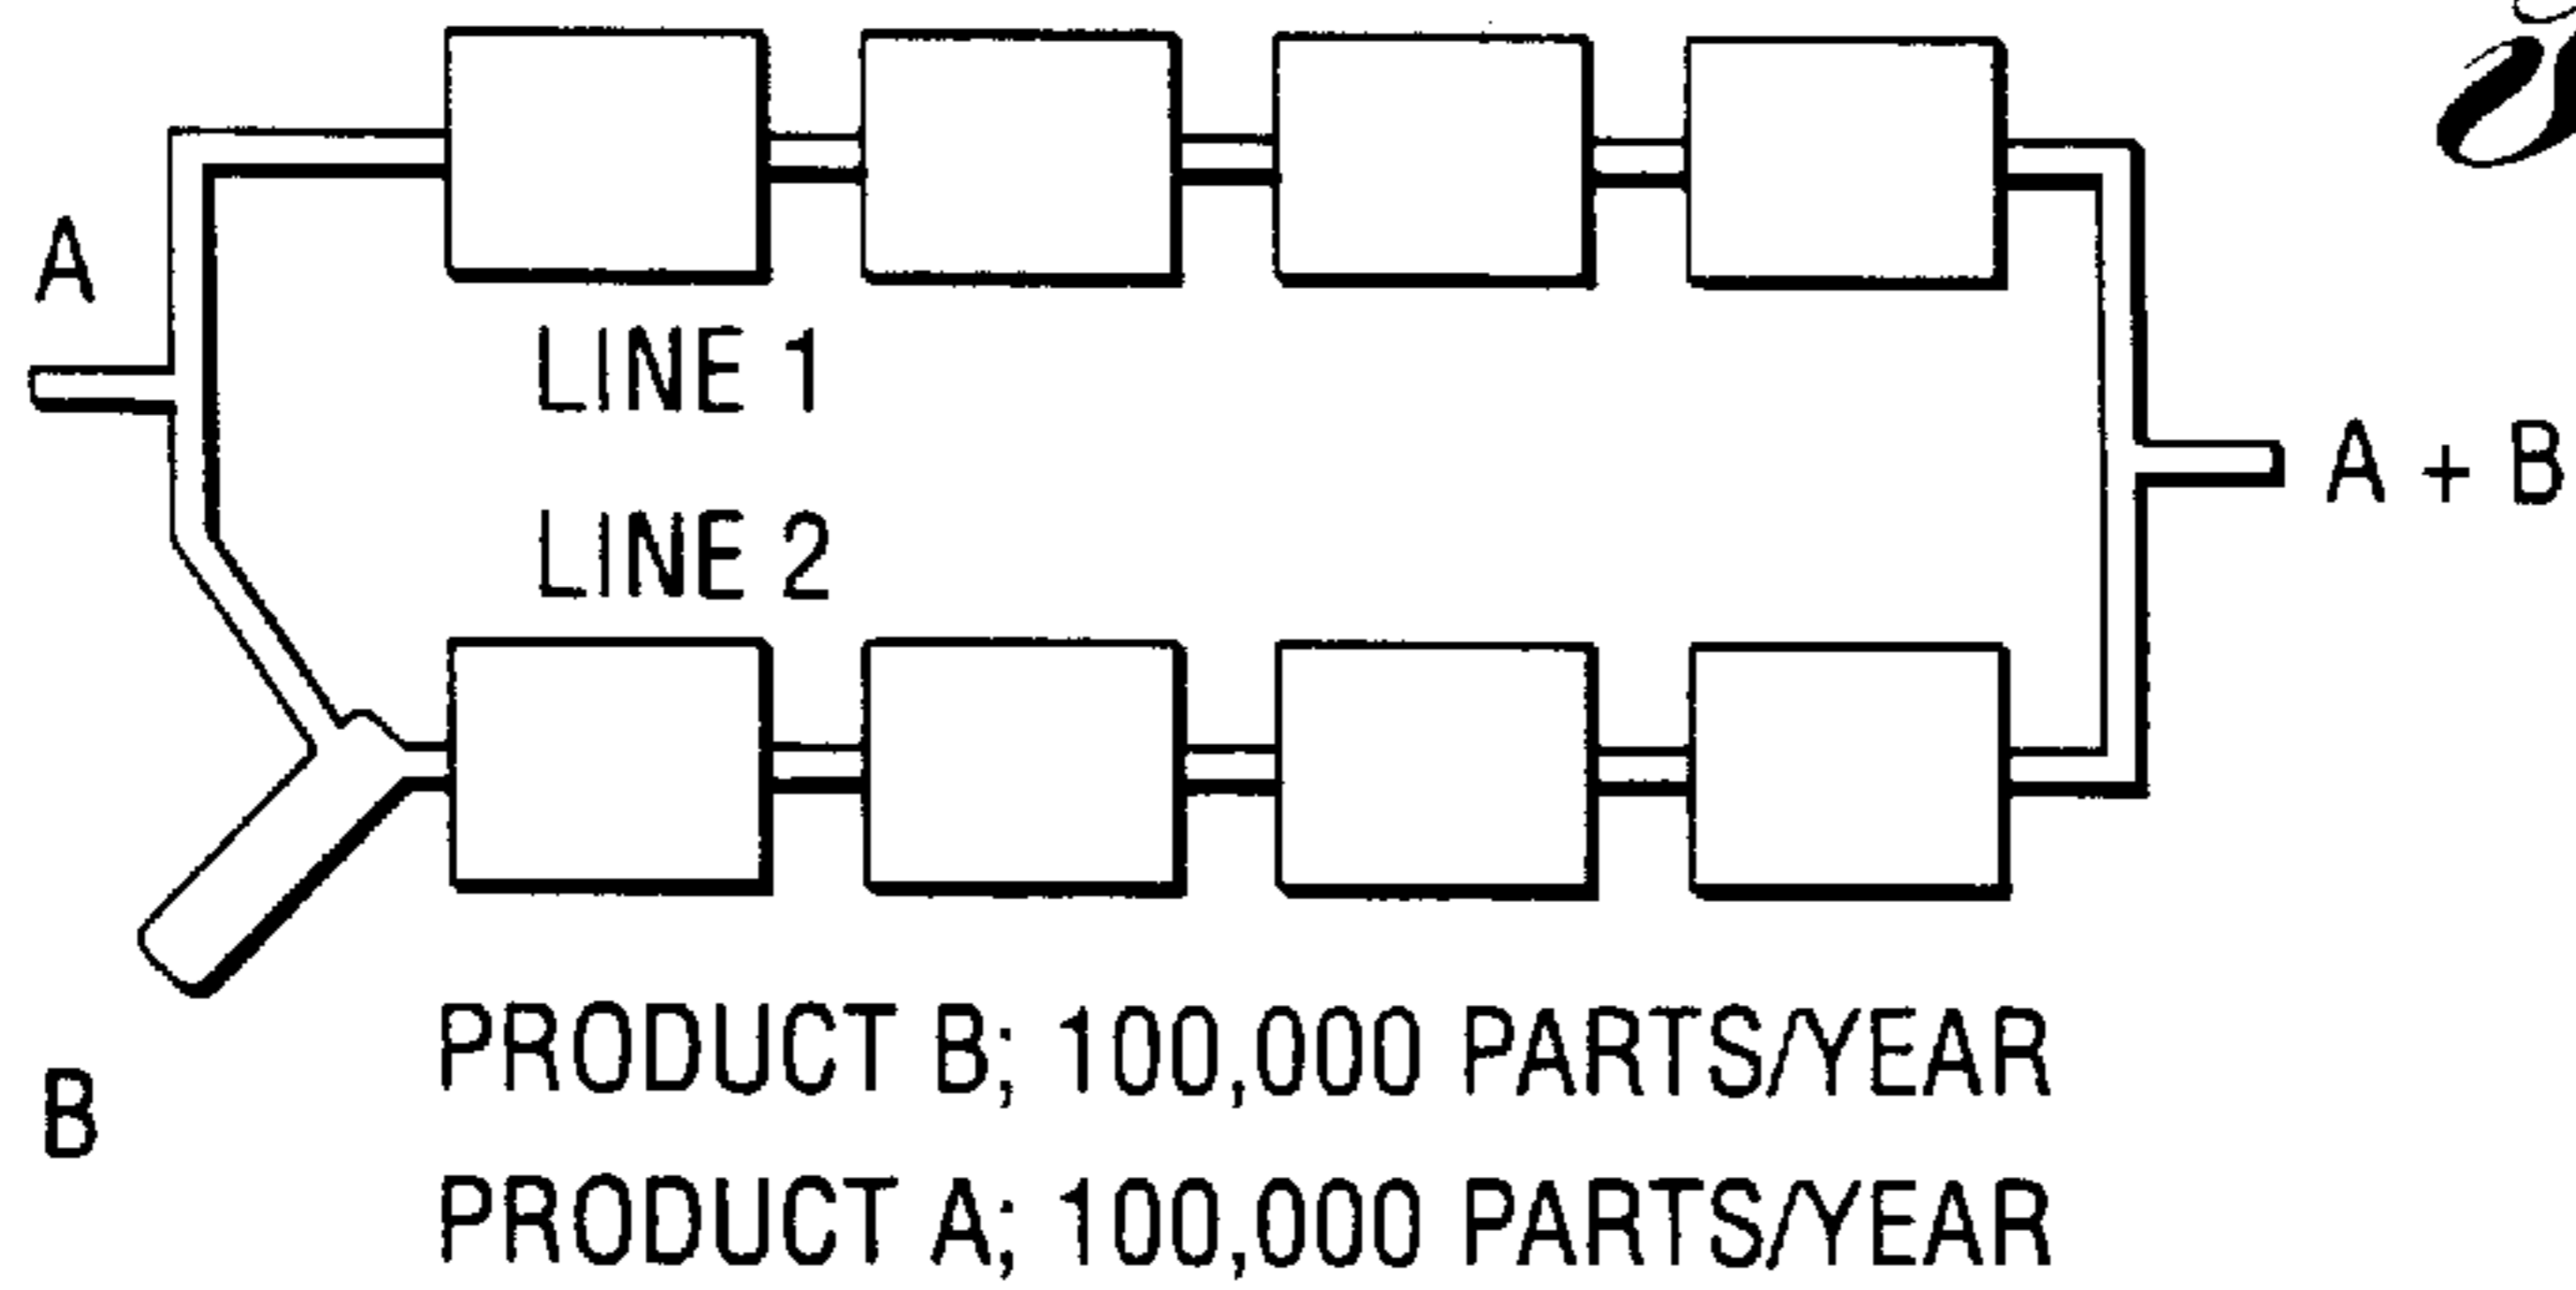 A
LINE 1
A + B
LINE 2
B
PRODUCT B; 100,000 PARTS/YEAR
PRODUCT A; 100,000 PARTS/YEAR